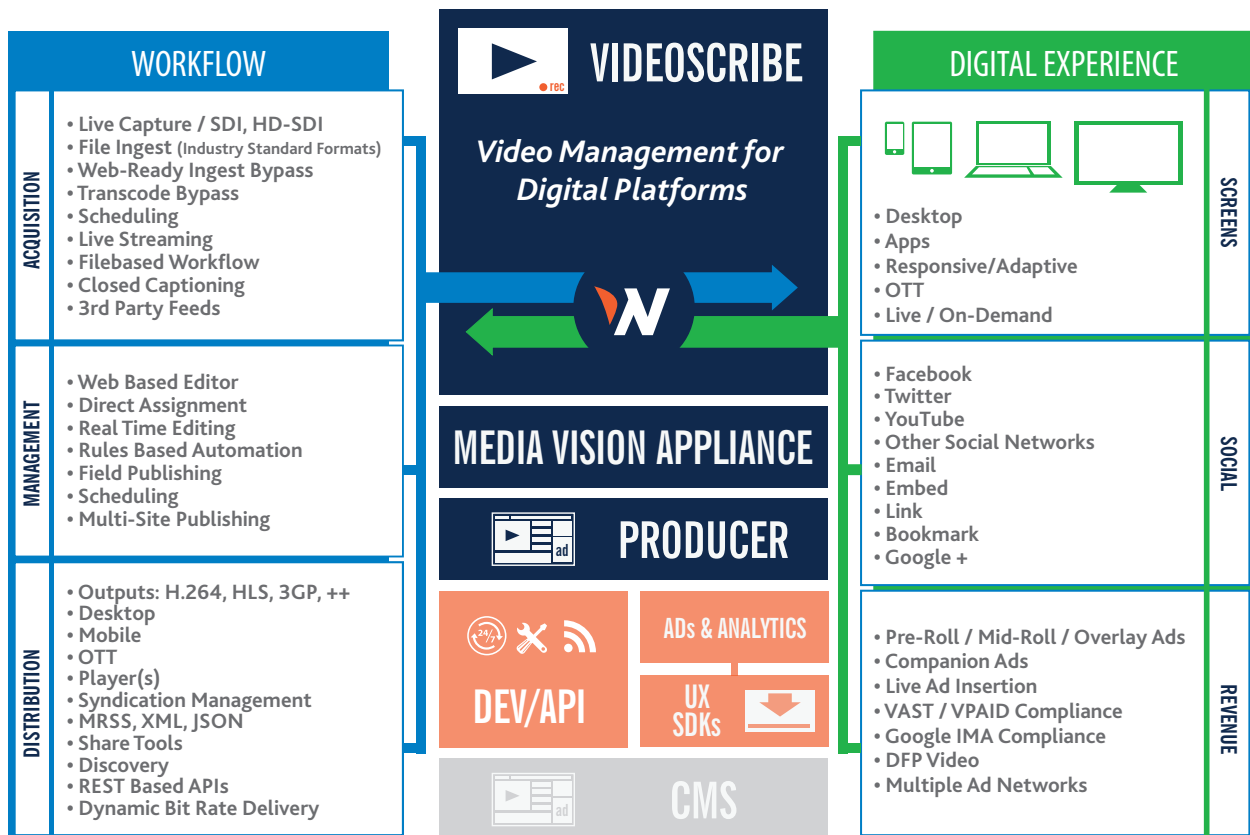 WORKFLOW
ACQUISITION
• Live Capture / SDI, HD-SDI
• File Ingest (Industry Standard Formats)
• Web-Ready Ingest Bypass
• Transcode Bypass
• Scheduling
• Live Streaming
• Filebased Workflow
• Closed Captioning
• 3rd Party Feeds
MANAGEMENT
• Web Based Editor
• Direct Assignment
• Real Time Editing
• Rules Based Automation
• Field Publishing
• Scheduling
• Multi-Site Publishing
DISTRIBUTION
• Outputs: H.264, HLS, 3GP, ++
• Desktop
• Mobile
• OTT
• Player(s)
• Syndication Management
• MRSS, XML, JSON
• Share Tools
• Discovery
• REST Based APIs
• Dynamic Bit Rate Delivery
rec
VIDEOSCRIBE
Video Management for
Digital Platforms
W
MEDIA VISION APPLIANCE
ad
PRODUCER
24/7
DEV/API
ADs & ANALYTICS
UX
SDKs
ad
CMS
DIGITAL EXPERIENCE
SCREENS
• Desktop
• Apps
• Responsive/Adaptive
• OTT
• Live / On-Demand
SOCIAL
• Facebook
• Twitter
• YouTube
• Other Social Networks
• Email
• Embed
• Link
• Bookmark
• Google +
REVENUE
• Pre-Roll / Mid-Roll / Overlay Ads
• Companion Ads
• Live Ad Insertion
• VAST / VPAID Compliance
• Google IMA Compliance
• DFP Video
• Multiple Ad Networks